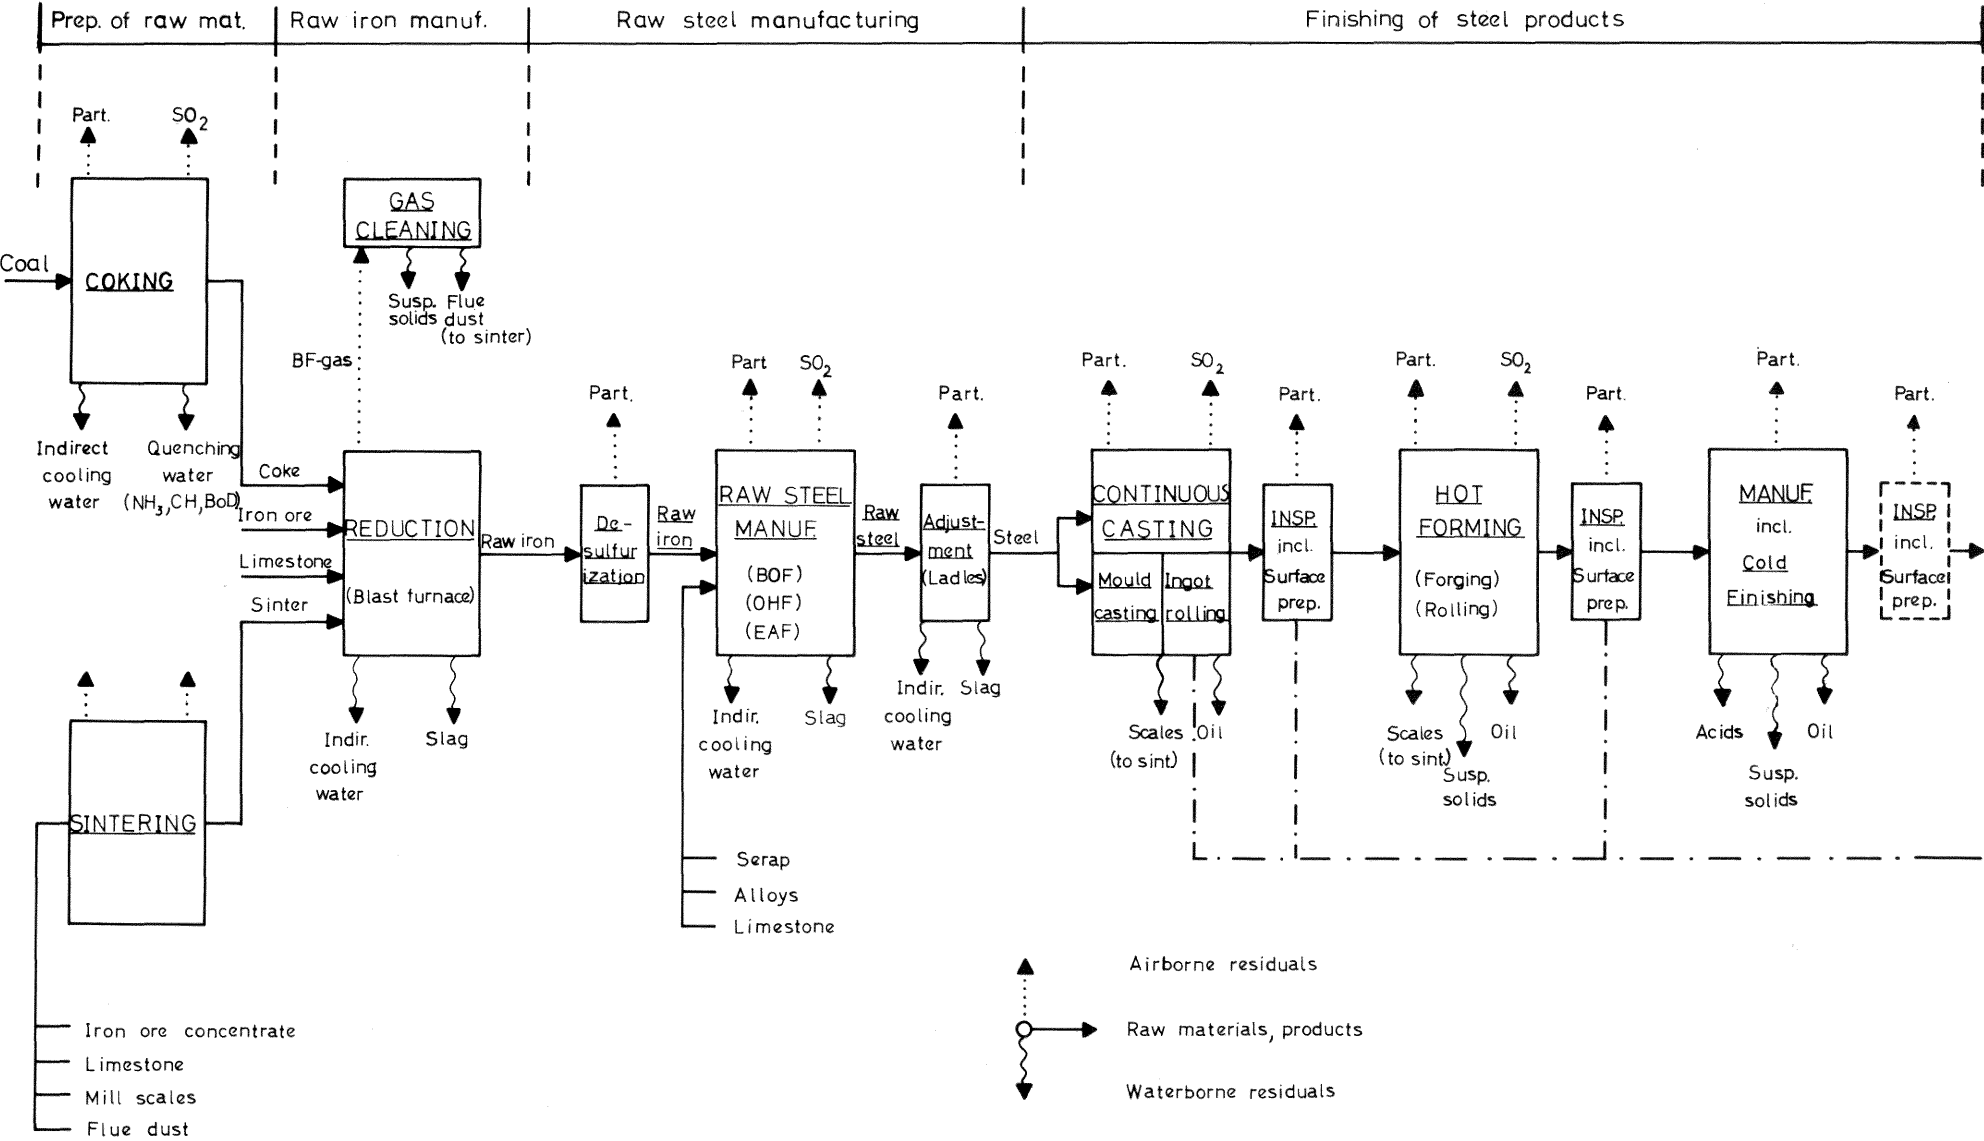 Prep. of raw mat.
Raw iron manuf.
Raw steel manufacturing
Finishing of steel products
Part.
SO2
Coal
COKING
Indirect
cooling
water
Quenching
water
(NH3,CH,BoD)
GAS
CLEANING
Susp.
solids
Flue
dust
(to sinter)
BF-gas
Coke
Iron ore
Limestone
Sinter
REDUCTION
(Blast furnace)
Indir.
cooling
water
Slag
SINTERING
Iron ore concentrate
Limestone
Mill scales
Flue dust
Raw iron
Part.
De-
sulfur
ization
Raw
iron
Part
SO2
RAW STEEL
MANUF.
(BOF)
(OHF)
(EAF)
Indir.
cooling
water
Slag
Serap
Alloys
Limestone
Raw
steel
Part.
Adjust-
ment
(Ladles)
Indir.
cooling
water
Slag
Steel
Part.
SO2
CONTINUOUS
CASTING
Mould
casting
Ingot
rolling
Scales
(to sint)
Oil
Part.
INSP.
incl.
Surface
prep.
Part.
SO2
HOT
FORMING
(Forging)
(Rolling)
Scales
(to sint)
Susp.
solids
Oil
Part.
INSP.
incl.
Surface
prep.
Part.
MANUF.
incl.
Cold
Finishing
Acids
Susp.
solids
Oil
Part.
INSP.
incl.
Surface
prep.
Airborne residuals
Raw materials, products
Waterborne residuals